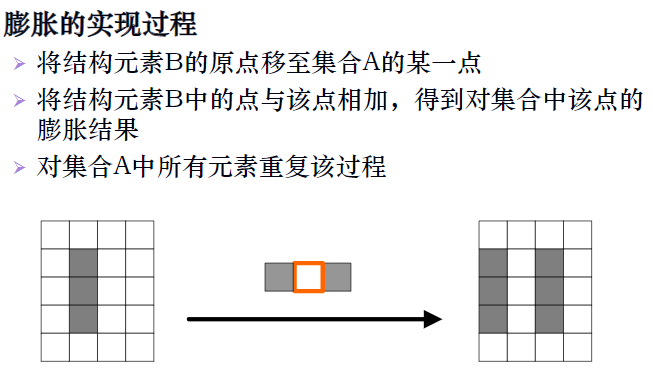 膨胀的实现过程
➢ 将结构元素B的原点移至集合A的某一点
➢ 将结构元素B中的点与该点相加，得到对集合中该点的
膨胀结果
➢ 对集合A中所有元素重复该过程